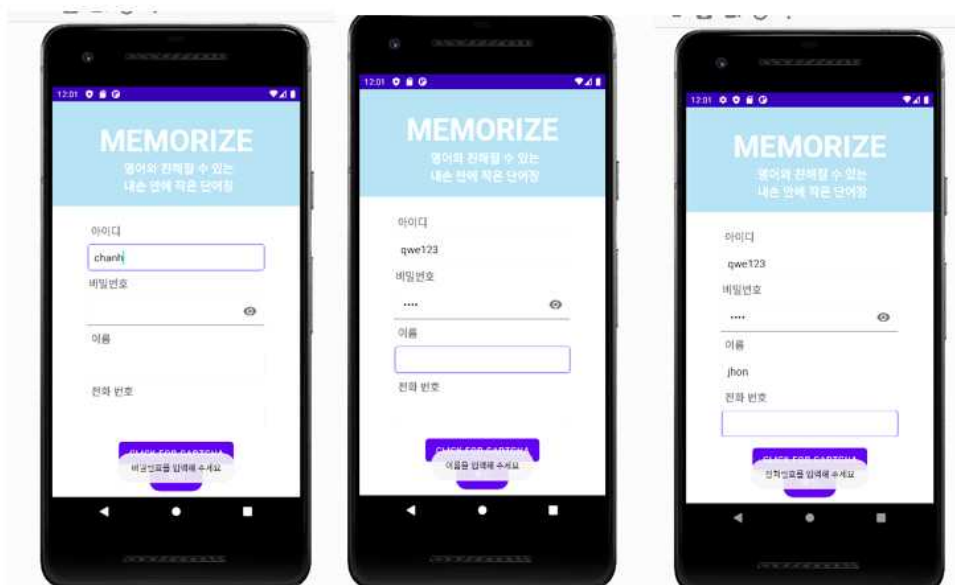 12:01
MEMORIZE
영어와 친해질 수 있는
내손 안에 작은 단어장
아이디
chanh
비밀번호
이름
전화 번호
CLICK FOR CAPTCHA
비밀번호를 입력해 주세요
12:01
MEMORIZE
영어와 친해질 수 있는
내손 안에 작은 단어장
아이디
qwe123
비밀번호
••••
이름
전화 번호
CLICK FOR CAPTCHA
이름을 입력해 주세요
12:01
MEMORIZE
영어와 친해질 수 있는
내손 안에 작은 단어장
아이디
qwe123
비밀번호
••••
이름
jhon
전화 번호
CLICK FOR CAPTCHA
전화번호를 입력해 주세요